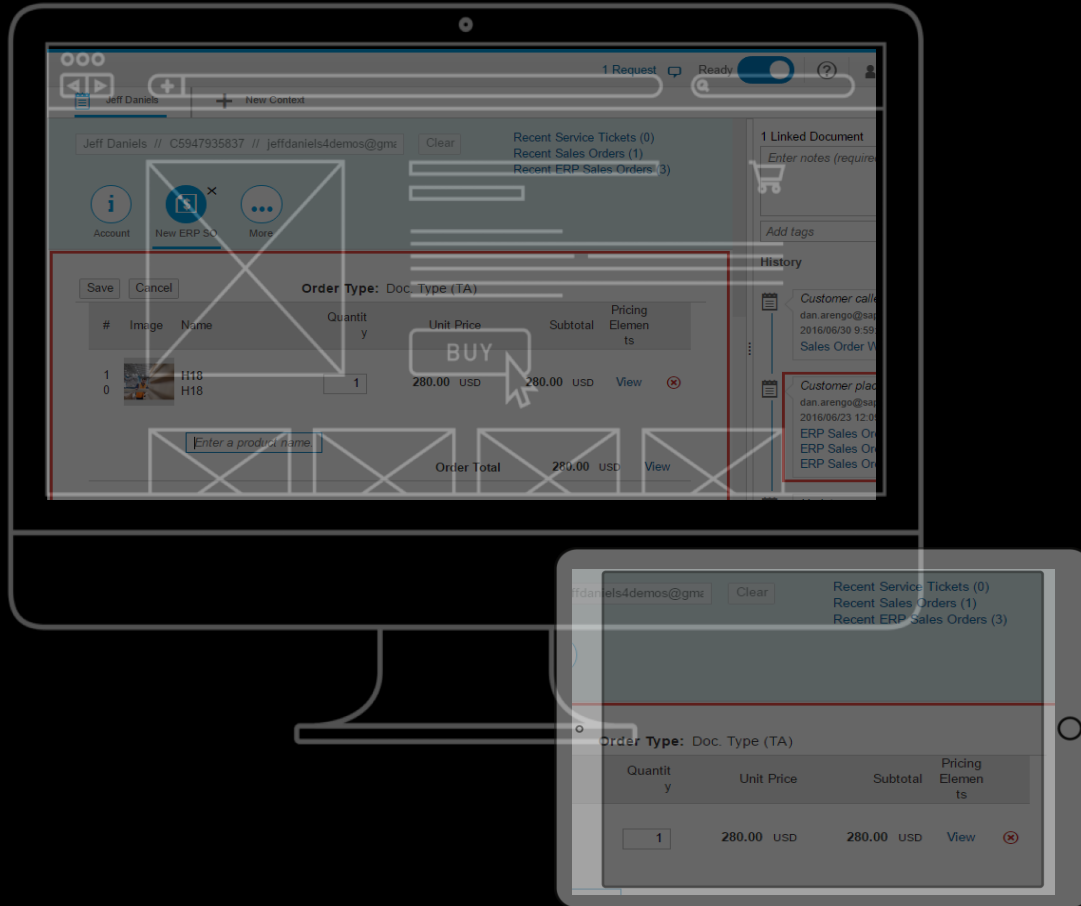 1 Request Ready
Jeff Daniels New Context
Jeff Daniels // C5947935837 // jeffdaniels4demos@gma Clear
Recent Service Tickets (0)
Recent Sales Orders (1)
Recent ERP Sales Orders (3)
Account New ERP SO More
1 Linked Document
Enter notes (require
Add tags
History
Customer calle
dan.arengo@sap
2016/06/30 9:59:
Sales Order W
Customer plac
dan.arengo@sap
2016/06/23 12:0
ERP Sales Or
ERP Sales Or
ERP Sales Or
Save Cancel Order Type: Doc. Type (TA)
# Image Name Quantit
y Unit Price Subtotal Pricing
Elemen
ts
1
0 H18
H18 1 280.00 USD 280.00 USD View
BUY
Enter a product name.
Order Total 280.00 USD View
ffdaniels4demos@gma Clear
Recent Service Tickets (0)
Recent Sales Orders (1)
Recent ERP Sales Orders (3)
Order Type: Doc. Type (TA)
Quantit
y Unit Price Subtotal Pricing
Elemen
ts
1 280.00 USD 280.00 USD View